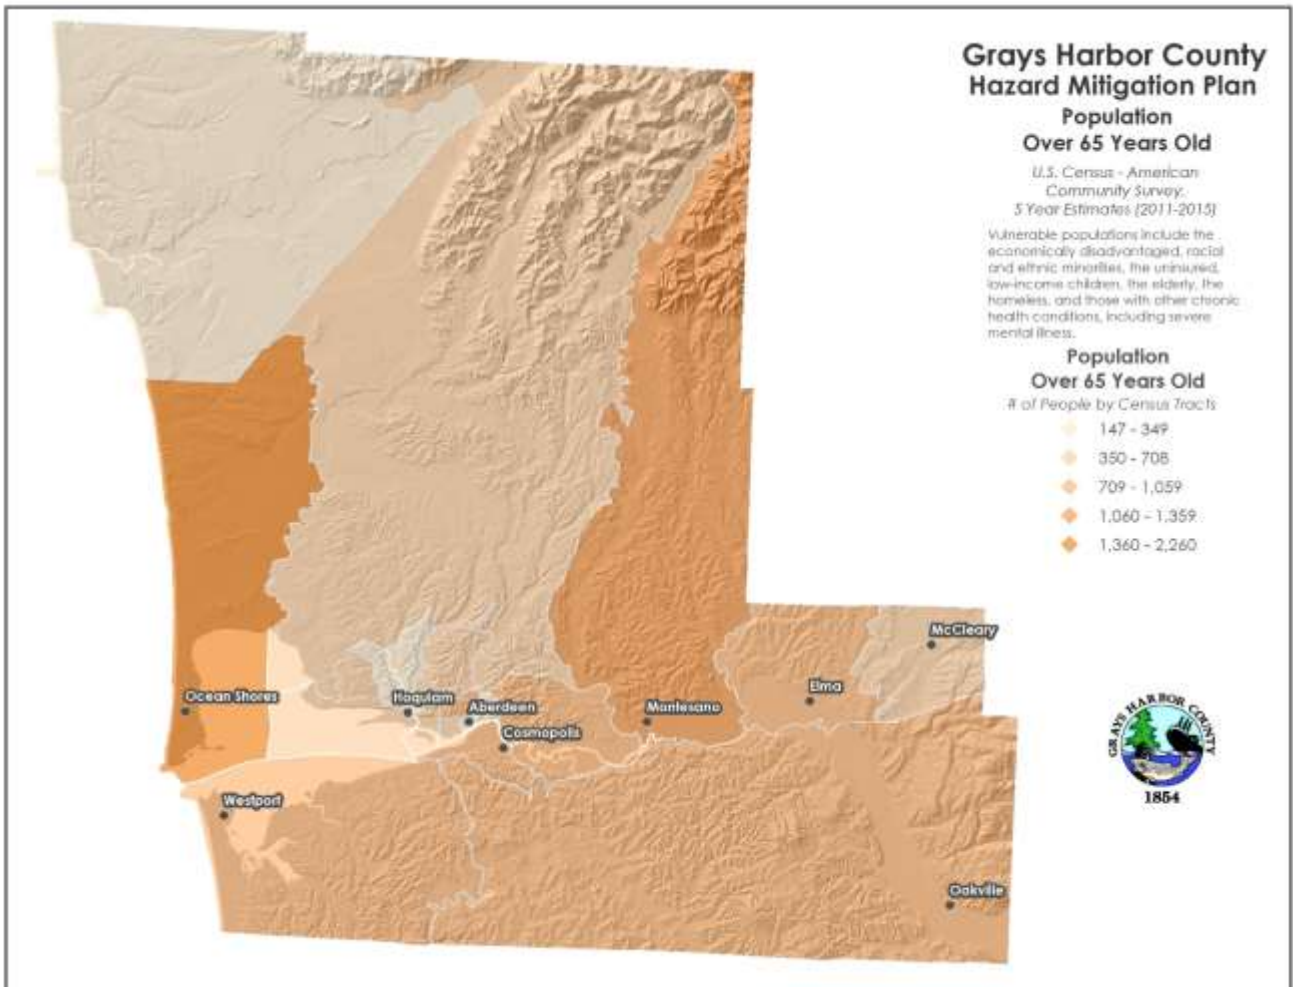 Grays Harbor County
Hazard Mitigation Plan
Population
Over 65 Years Old
U.S. Census - American
Community Survey:
5 Year Estimates (2011-2015)
Vulnerable populations include the
economically disadvantaged, racial
and ethnic minorities, the uninsured,
low-income children, the elderly, the
homeless, and those with other chronic
health conditions, including severe
mental illness.
Population
Over 65 Years Old
# of People by Census Tracts
147 - 349
350 - 708
709 - 1,059
1,060 - 1,359
1,360 - 2,260
McCleary
Elma
Ocean Shores
Hoquiam
Aberdeen
Montesano
Cosmopolis
Westport
Oakville
GRAYS HARBOR COUNTY
1854